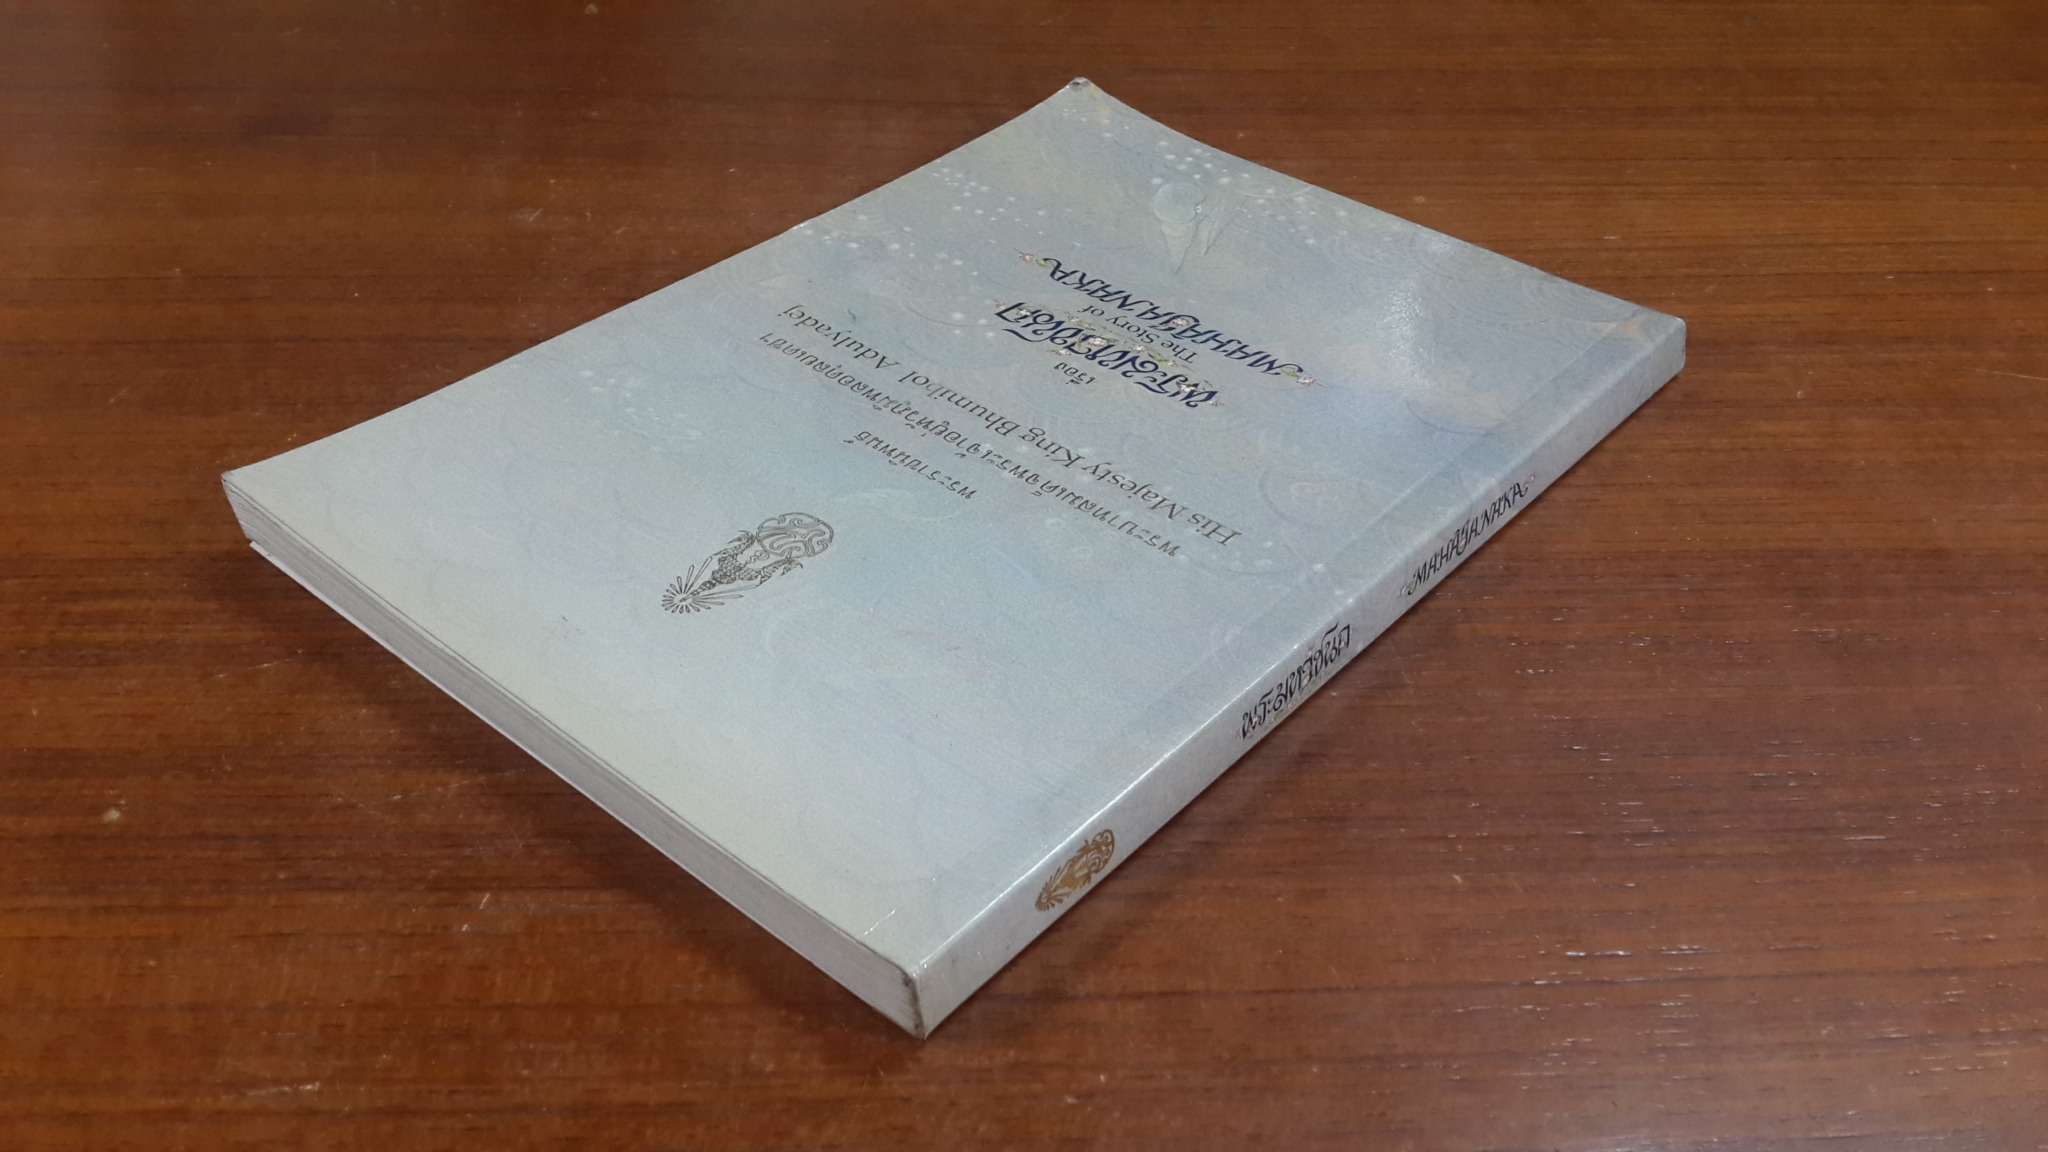 พระราชนิพนธ์
พระบาทสมเด็จพระเจ้าอยู่หัวภูมิพลอดุลยเดชฯ
His Majesty King Bhumibol Adulyadej
เรื่อง
พระมหาชนก
The Story of
MAHAJANAKA
พระมหาชนก
MAHAJANAKA